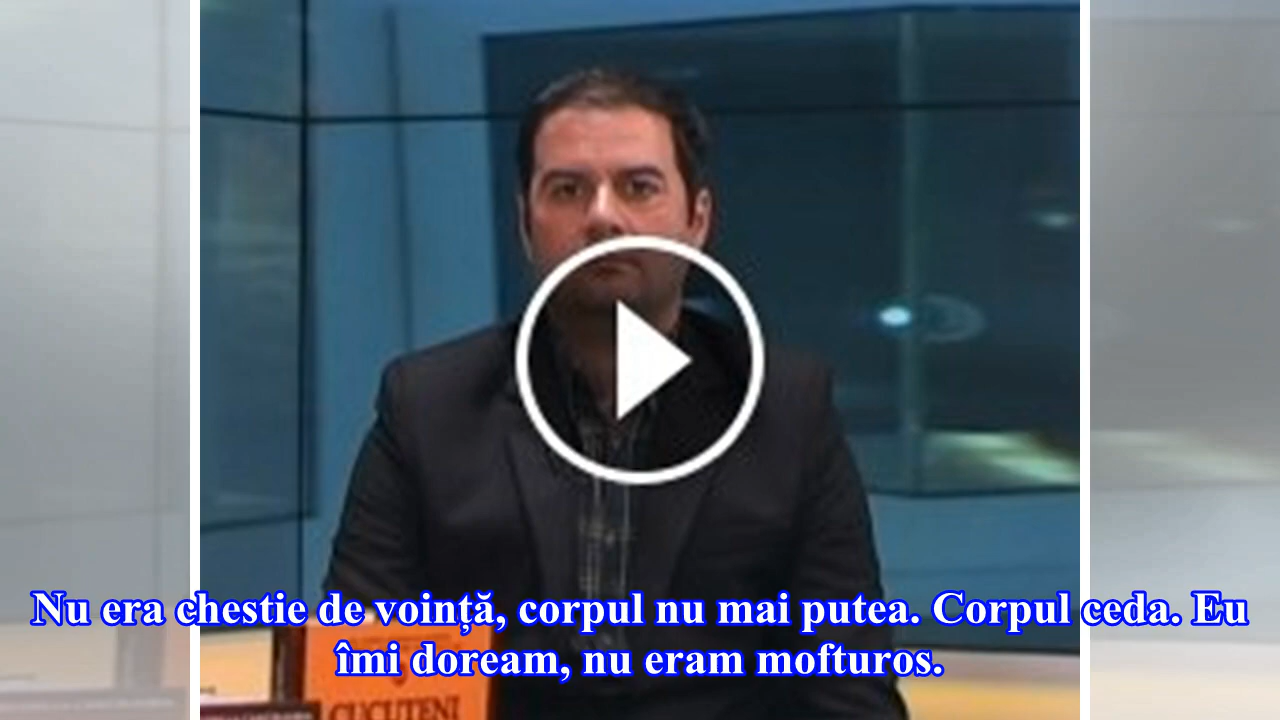 Nu era chestie de voință, corpul nu mai putea. Corpul ceda. Eu
îmi doream, nu eram mofturos.
CUCUTENI